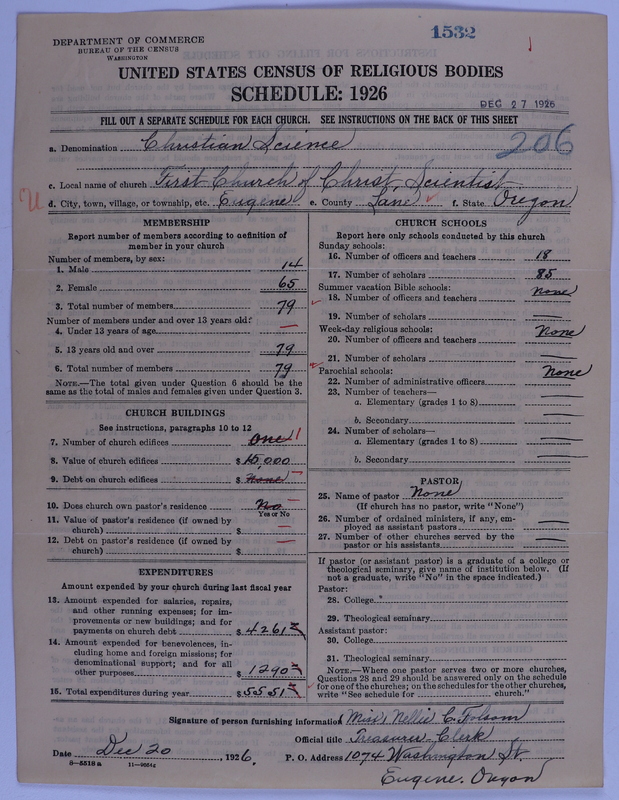 1532
DEPARTMENT OF COMMERCE
BUREAU OF THE CENSUS
WASHINGTON
UNITED STATES CENSUS OF RELIGIOUS BODIES
SCHEDULE: 1926
DEC 27 1926
FILL OUT A SEPARATE SCHEDULE FOR EACH CHURCH. SEE INSTRUCTIONS ON THE BACK OF THIS SHEET
a. Denomination Christian Science
206
c. Local name of church First Church of Christ, Scientist
d. City, town, village, or township, etc. Eugene e. County Lane f. State Oregon
MEMBERSHIP
Report number of members according to definition of
member in your church
Number of members, by sex:
1. Male 14
2. Female 65
3. Total number of members 79
Number of members under and over 13 years old:
4. Under 13 years of age —
5. 13 years old and over 79
6. Total number of members 79
NOTE.—The total given under Question 6 should be the
same as the total of males and females given under Question 3.
CHURCH BUILDINGS
See instructions, paragraphs 10 to 12
7. Number of church edifices One 1
8. Value of church edifices $ 15,000
9. Debt on church edifices $ None —
10. Does church own pastor's residence No —
Yes or No
11. Value of pastor's residence (if owned by
church) $ —
12. Debt on pastor's residence (if owned by
church) $ —
EXPENDITURES
Amount expended by your church during last fiscal year
13. Amount expended for salaries, repairs,
and other running expenses; for im-
provements or new buildings; and for
payments on church debt $ 4261
14. Amount expended for benevolences, in-
cluding home and foreign missions; for
denominational support; and for all
other purposes $ 1290
15. Total expenditures during year $ 5551
CHURCH SCHOOLS
Report here only schools conducted by this church
Sunday schools:
16. Number of officers and teachers 18
17. Number of scholars 85
Summer vacation Bible schools:
18. Number of officers and teachers None
19. Number of scholars —
Week-day religious schools:
20. Number of officers and teachers None
21. Number of scholars —
Parochial schools:
22. Number of administrative officers None
23. Number of teachers—
a. Elementary (grades 1 to 8) —
b. Secondary —
24. Number of scholars—
a. Elementary (grades 1 to 8) —
b. Secondary —
PASTOR
25. Name of pastor None
(If church has no pastor, write "None")
26. Number of ordained ministers, if any, em-
ployed as assistant pastors —
27. Number of other churches served by the
pastor or his assistants —
If pastor (or assistant pastor) is a graduate of a college or
theological seminary, give name of institution below. (If
not a graduate, write "No" in the space indicated.)
Pastor:
28. College
29. Theological seminary
Assistant pastor:
30. College
31. Theological seminary
NOTE.—Where one pastor serves two or more churches,
Questions 28 and 29 should be answered only on the schedule
for one of the churches; on the schedules for the other churches,
write "See schedule for church."
Signature of person furnishing information Miss Nellie C. Folsom
Official title Treasurer Clerk
Date Dec 20, 1926. P. O. Address 1074 Washington St.
8—5518 a
Eugene, Oregon